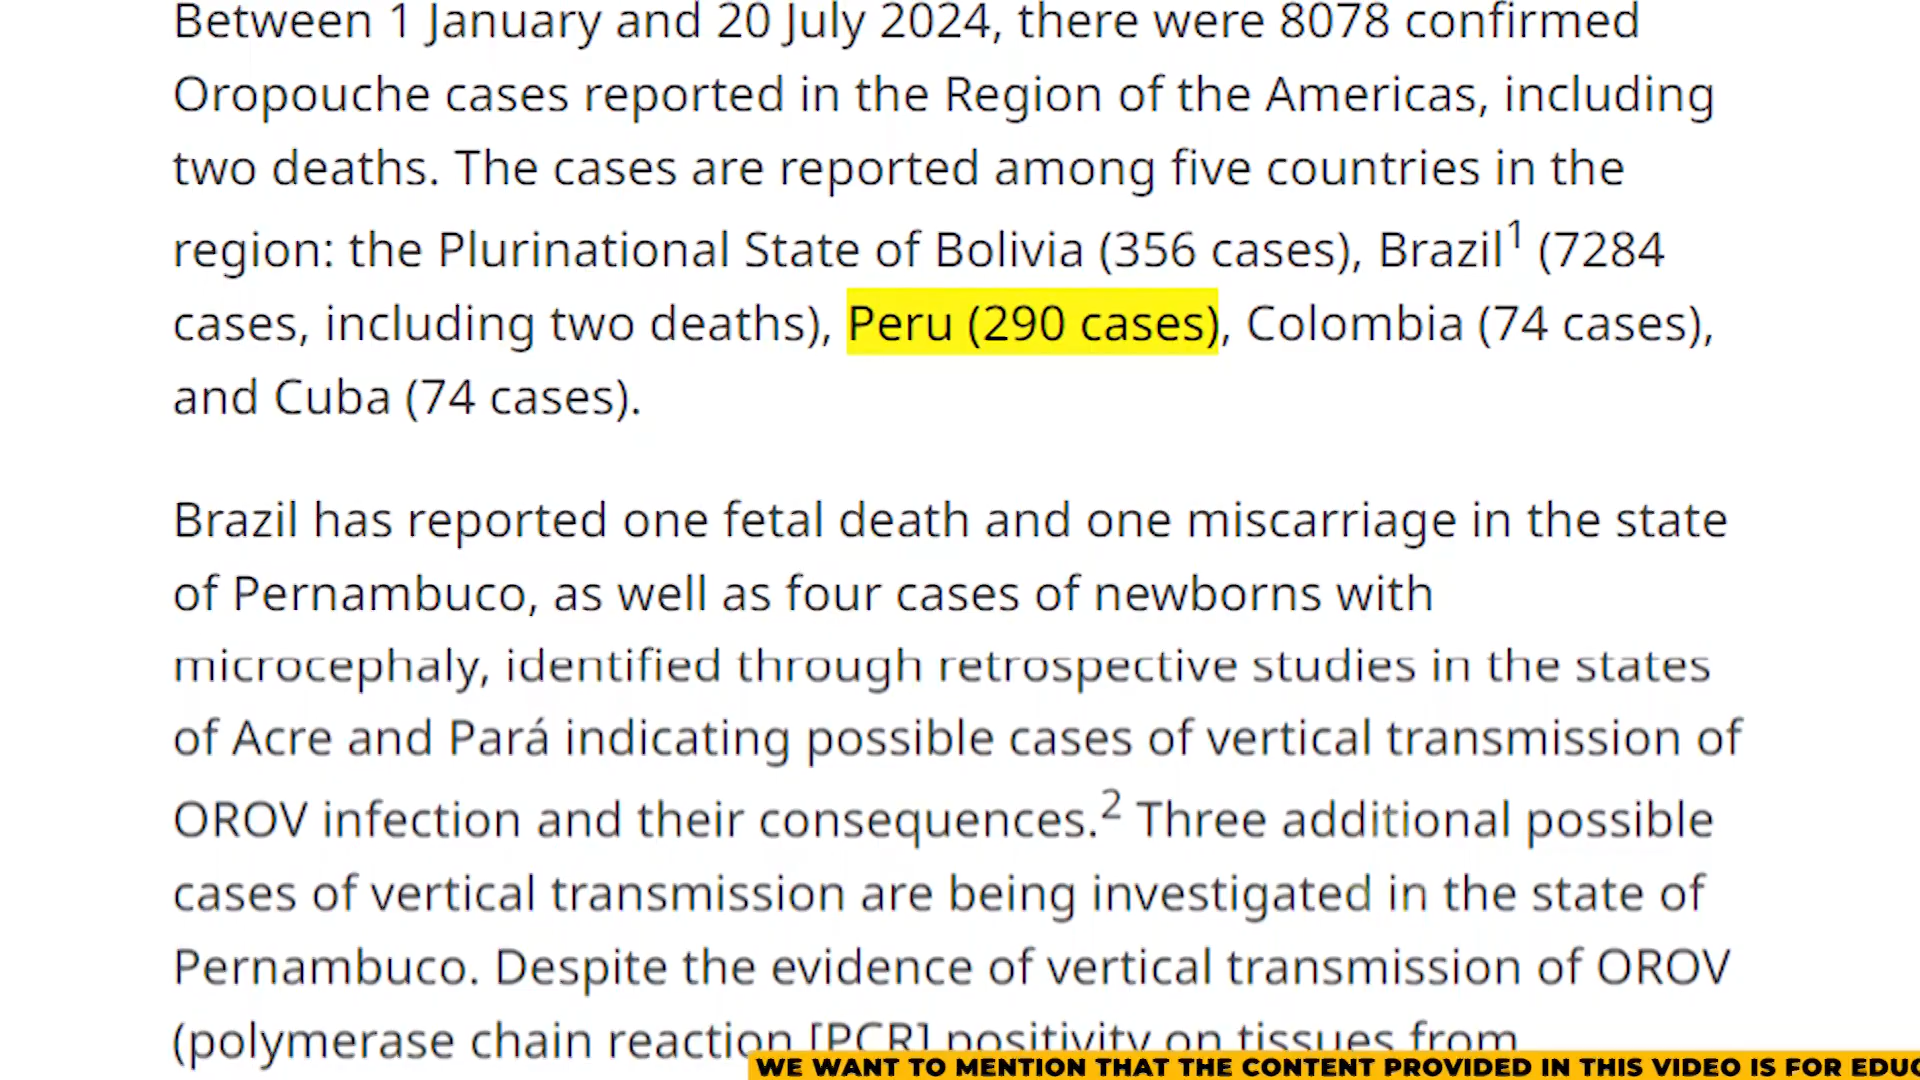 Between 1 January and 20 July 2024, there were 8078 confirmed
Oropouche cases reported in the Region of the Americas, including
two deaths. The cases are reported among five countries in the
region: the Plurinational State of Bolivia (356 cases), Brazil¹ (7284
cases, including two deaths), Peru (290 cases), Colombia (74 cases),
and Cuba (74 cases).
Brazil has reported one fetal death and one miscarriage in the state
of Pernambuco, as well as four cases of newborns with
microcephaly, identified through retrospective studies in the states
of Acre and Pará indicating possible cases of vertical transmission of
OROV infection and their consequences.² Three additional possible
cases of vertical transmission are being investigated in the state of
Pernambuco. Despite the evidence of vertical transmission of OROV
(polymerase chain reaction [PCR] positivity on tissues from
WE WANT TO MENTION THAT THE CONTENT PROVIDED IN THIS VIDEO IS FOR EDUC